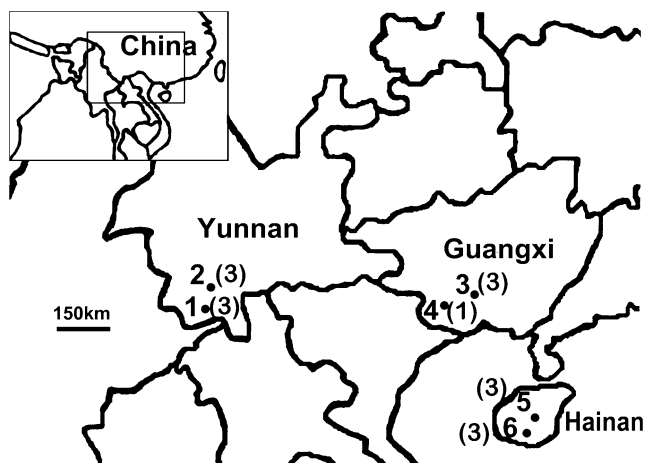 China
Yunnan
Guangxi
2 (3)
3 (3)
1 (3)
4 (1)
150km
(3) 5
Hainan
(3) 6